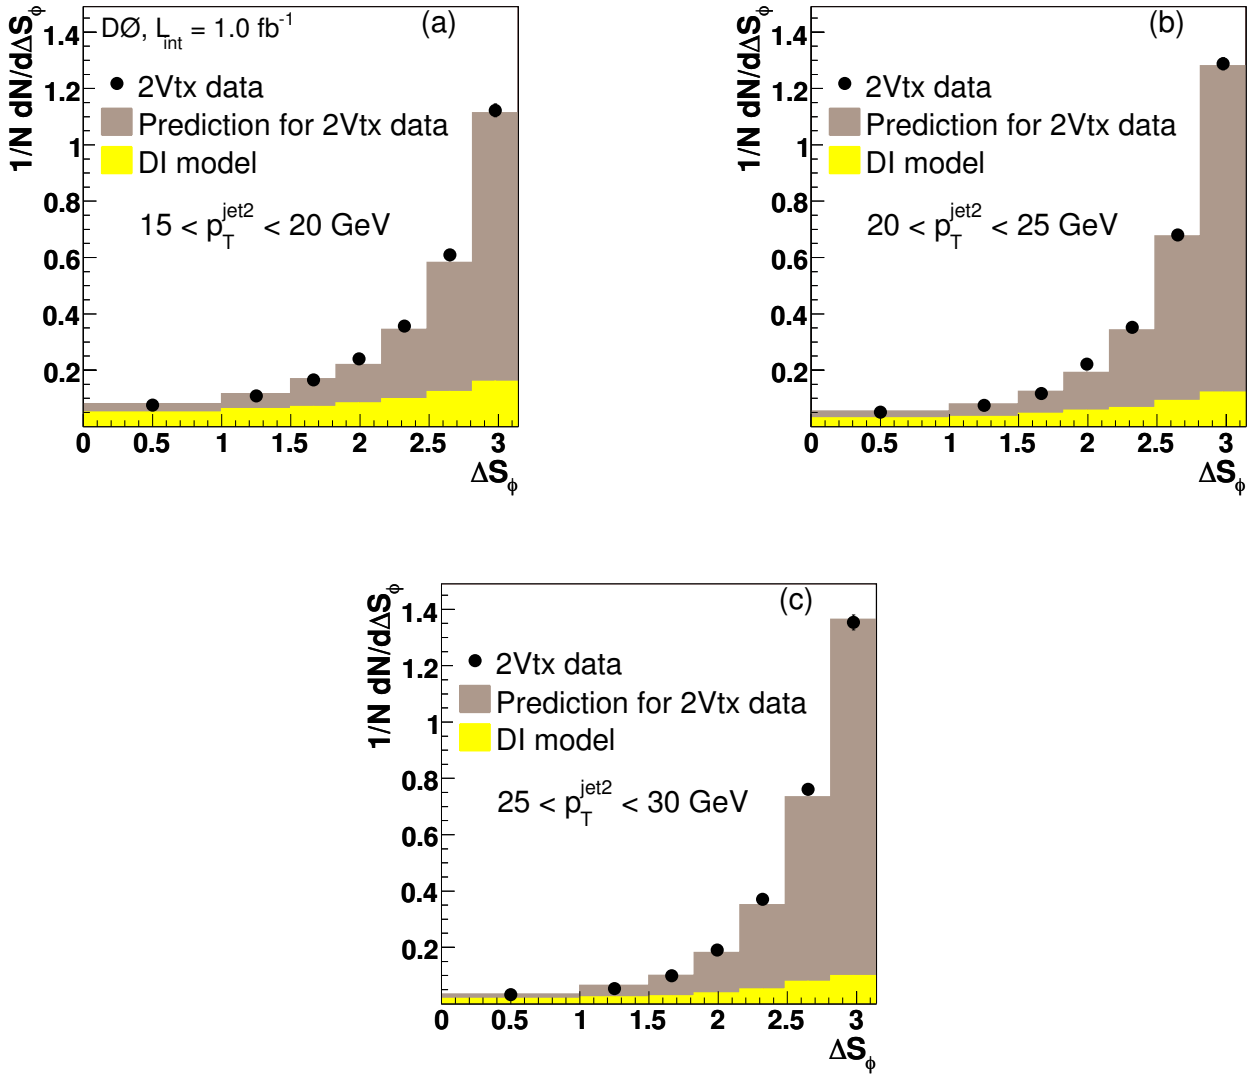 DØ, L_int = 1.0 fb⁻¹
(a)
1/N dN/dΔS_ϕ
2Vtx data
Prediction for 2Vtx data
DI model
15 < p_T^jet2 < 20 GeV
1.4
1.2
1
0.8
0.6
0.4
0.2
0 0.5 1 1.5 2 2.5 3
ΔS_ϕ
(b)
1/N dN/dΔS_ϕ
2Vtx data
Prediction for 2Vtx data
DI model
20 < p_T^jet2 < 25 GeV
1.4
1.2
1
0.8
0.6
0.4
0.2
0 0.5 1 1.5 2 2.5 3
ΔS_ϕ
(c)
1/N dN/dΔS_ϕ
2Vtx data
Prediction for 2Vtx data
DI model
25 < p_T^jet2 < 30 GeV
1.4
1.2
1
0.8
0.6
0.4
0.2
0 0.5 1 1.5 2 2.5 3
ΔS_ϕ